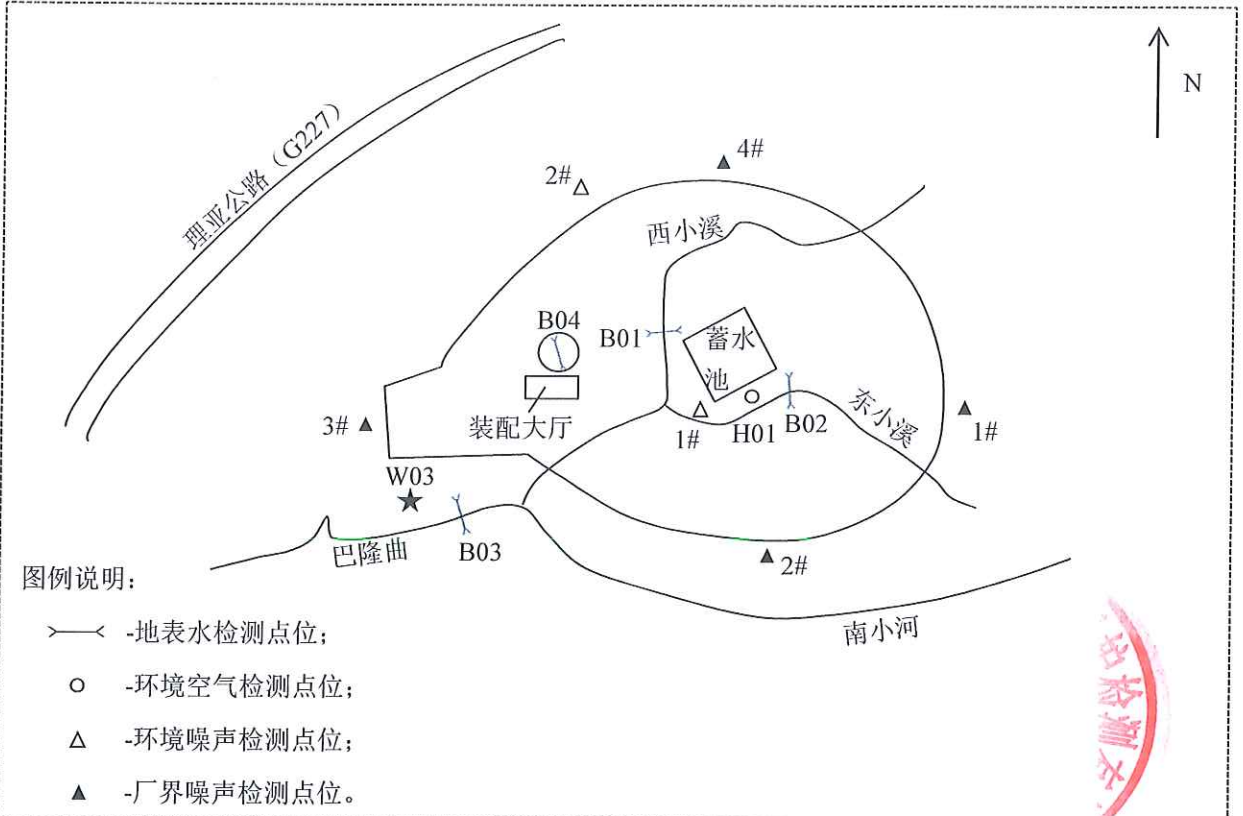 N
4#
2#
理亚公路（G227）
西小溪
B04
B01
蓄水
池
东小溪
3#
装配大厅
1#
H01
B02
1#
W03
B03
巴隆曲
2#
南小河
图例说明：
-地表水检测点位；
-环境空气检测点位；
-环境噪声检测点位；
-厂界噪声检测点位。
检测